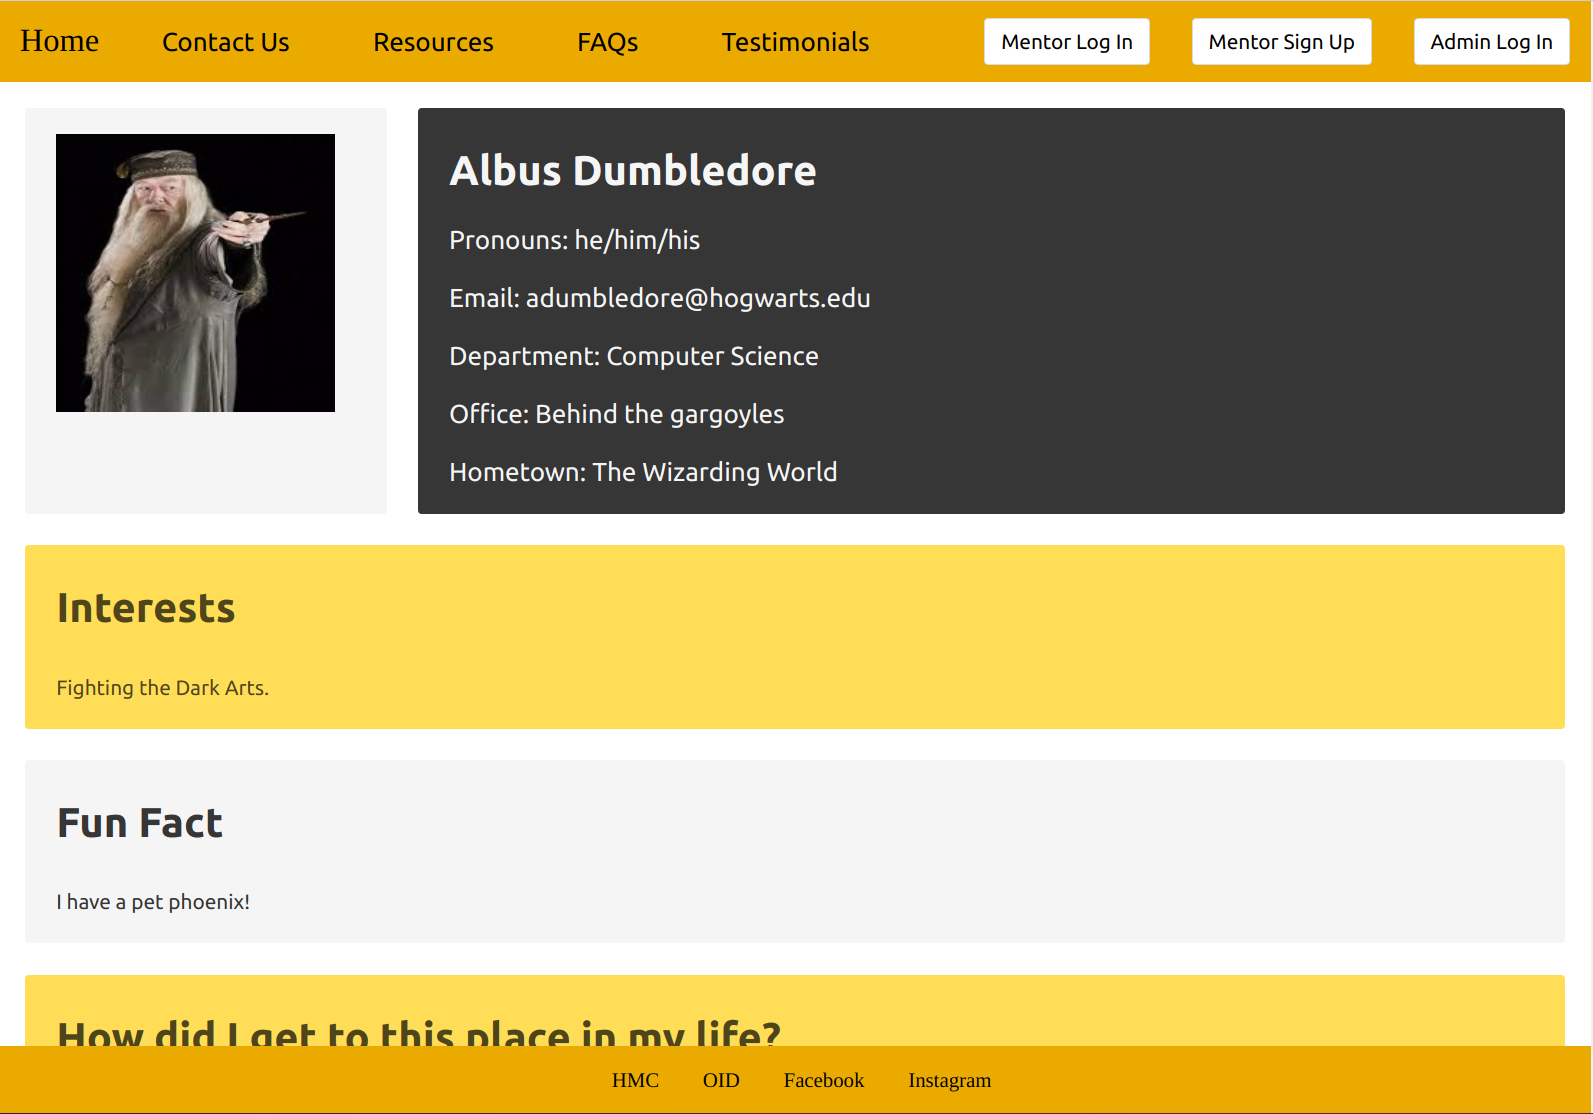 Home Contact Us Resources FAQs Testimonials Mentor Log In Mentor Sign Up Admin Log In
Albus Dumbledore
Pronouns: he/him/his
Email: adumbledore@hogwarts.edu
Department: Computer Science
Office: Behind the gargoyles
Hometown: The Wizarding World
Interests
Fighting the Dark Arts.
Fun Fact
I have a pet phoenix!
How did I get to this place in my life?
HMC OID Facebook Instagram